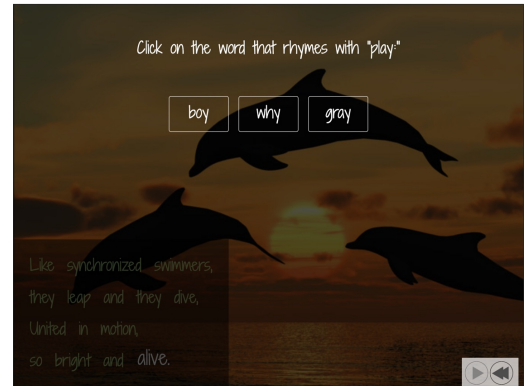 Click on the word that rhymes with "play:"
boy why gray
Like synchronized swimmers,
they leap and they dive,
United in motion,
so bright and alive.